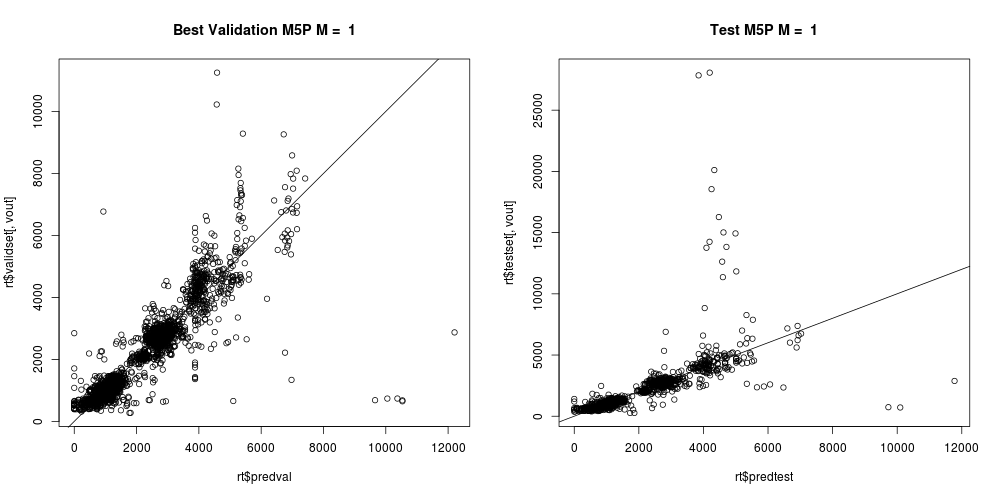 Best Validation M5P M = 1
rt$validset[, vout]
0 2000 4000 6000 8000 10000
0 2000 4000 6000 8000 10000 12000
rt$predval
Test M5P M = 1
rt$testset[, vout]
0 5000 10000 15000 20000 25000
0 2000 4000 6000 8000 10000 12000
rt$predtest